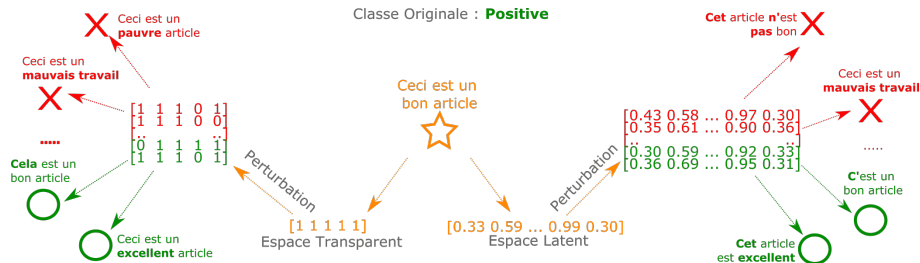 Classe Originale : Positive
Ceci est un
pauvre article
Ceci est un
mauvais travail
.....
Cela est un
bon article
Ceci est un
excellent article
[1 1 1 0 1]
[1 1 1 0 0]
[.. ..]
[0 1 1 1 1]
[1 1 1 0 1]
Perturbation
[1 1 1 1 1]
Espace Transparent
Ceci est un
bon article
[0.33 0.59 ... 0.99 0.30]
Espace Latent
Perturbation
[0.43 0.58 ... 0.97 0.30]
[0.35 0.61 ... 0.90 0.36]
[.. ..]
[0.30 0.59 ... 0.92 0.33]
[0.36 0.69 ... 0.95 0.31]
Cet article n'est
pas bon
Ceci est un
mauvais travail
.....
C'est un
bon article
Cet article
est excellent